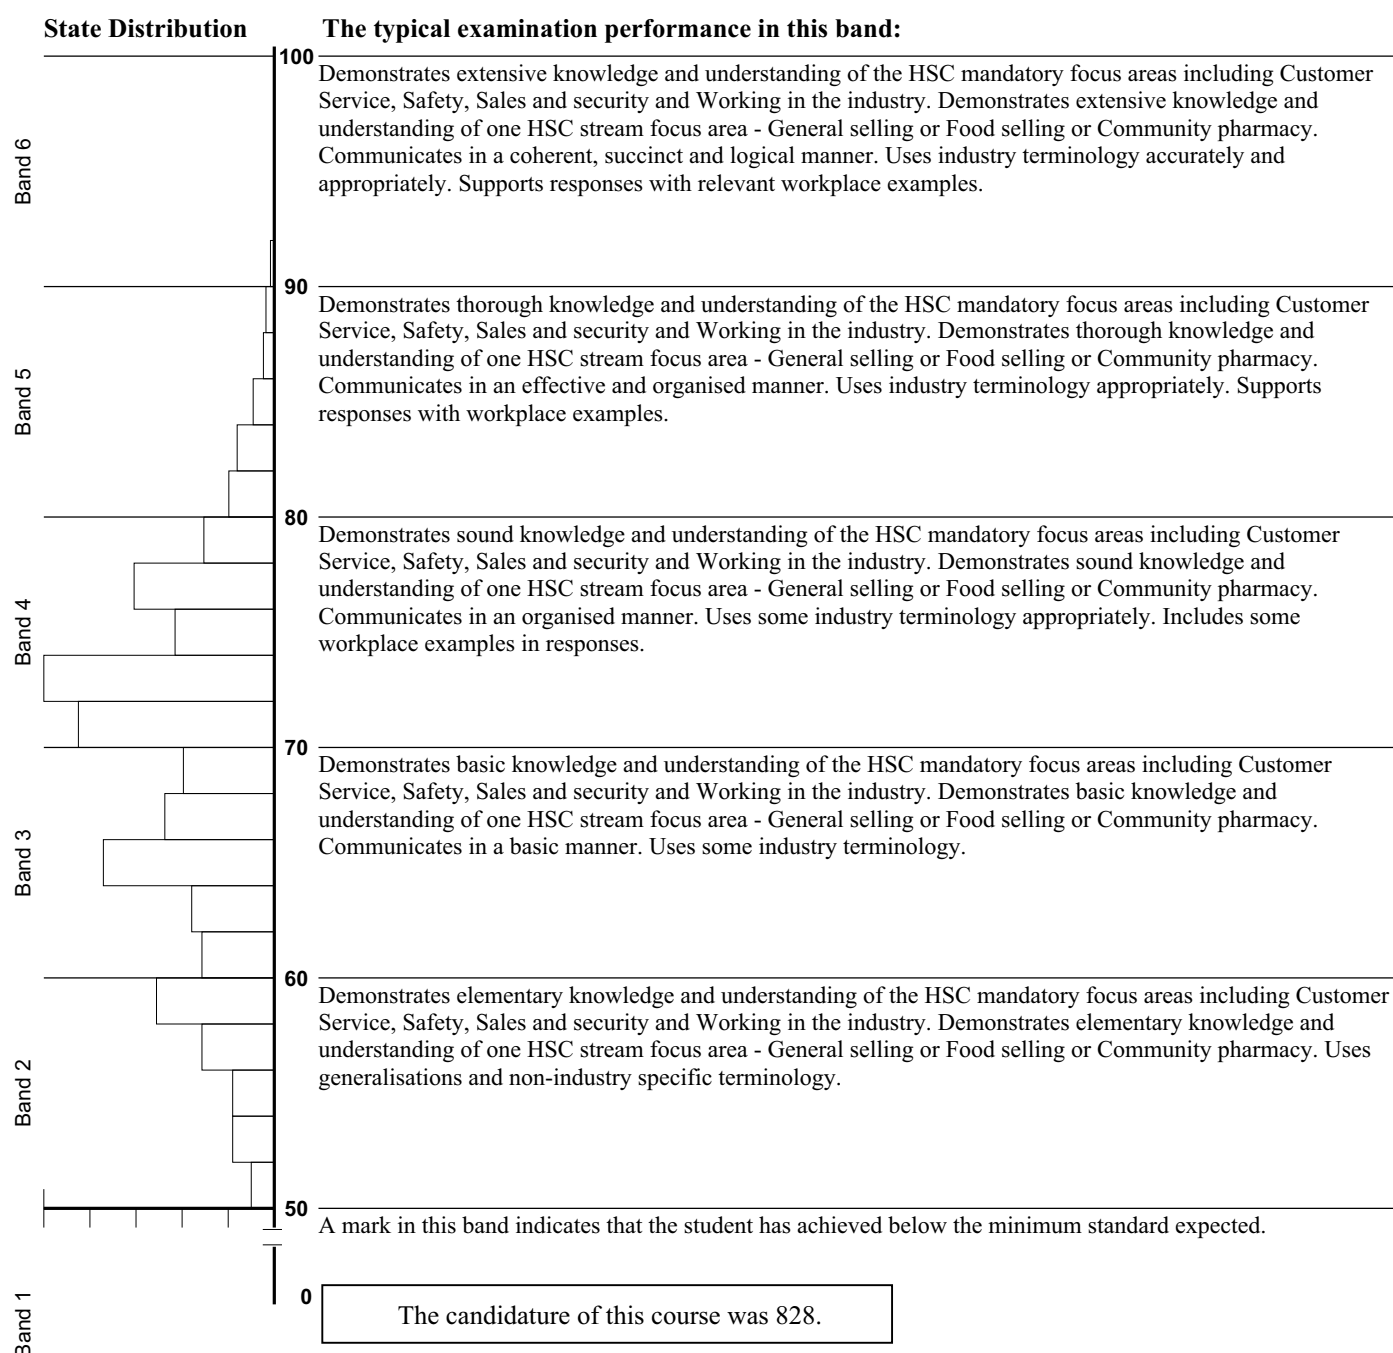 State Distribution
The typical examination performance in this band:
100
Demonstrates extensive knowledge and understanding of the HSC mandatory focus areas including Customer
Service, Safety, Sales and security and Working in the industry. Demonstrates extensive knowledge and
understanding of one HSC stream focus area - General selling or Food selling or Community pharmacy.
Communicates in a coherent, succinct and logical manner. Uses industry terminology accurately and
appropriately. Supports responses with relevant workplace examples.
Band 6
90
Demonstrates thorough knowledge and understanding of the HSC mandatory focus areas including Customer
Service, Safety, Sales and security and Working in the industry. Demonstrates thorough knowledge and
understanding of one HSC stream focus area - General selling or Food selling or Community pharmacy.
Communicates in an effective and organised manner. Uses industry terminology appropriately. Supports
responses with workplace examples.
Band 5
80
Demonstrates sound knowledge and understanding of the HSC mandatory focus areas including Customer
Service, Safety, Sales and security and Working in the industry. Demonstrates sound knowledge and
understanding of one HSC stream focus area - General selling or Food selling or Community pharmacy.
Communicates in an organised manner. Uses some industry terminology appropriately. Includes some
workplace examples in responses.
Band 4
70
Demonstrates basic knowledge and understanding of the HSC mandatory focus areas including Customer
Service, Safety, Sales and security and Working in the industry. Demonstrates basic knowledge and
understanding of one HSC stream focus area - General selling or Food selling or Community pharmacy.
Communicates in a basic manner. Uses some industry terminology.
Band 3
60
Demonstrates elementary knowledge and understanding of the HSC mandatory focus areas including Customer
Service, Safety, Sales and security and Working in the industry. Demonstrates elementary knowledge and
understanding of one HSC stream focus area - General selling or Food selling or Community pharmacy. Uses
generalisations and non-industry specific terminology.
Band 2
50
A mark in this band indicates that the student has achieved below the minimum standard expected.
0
Band 1
The candidature of this course was 828.